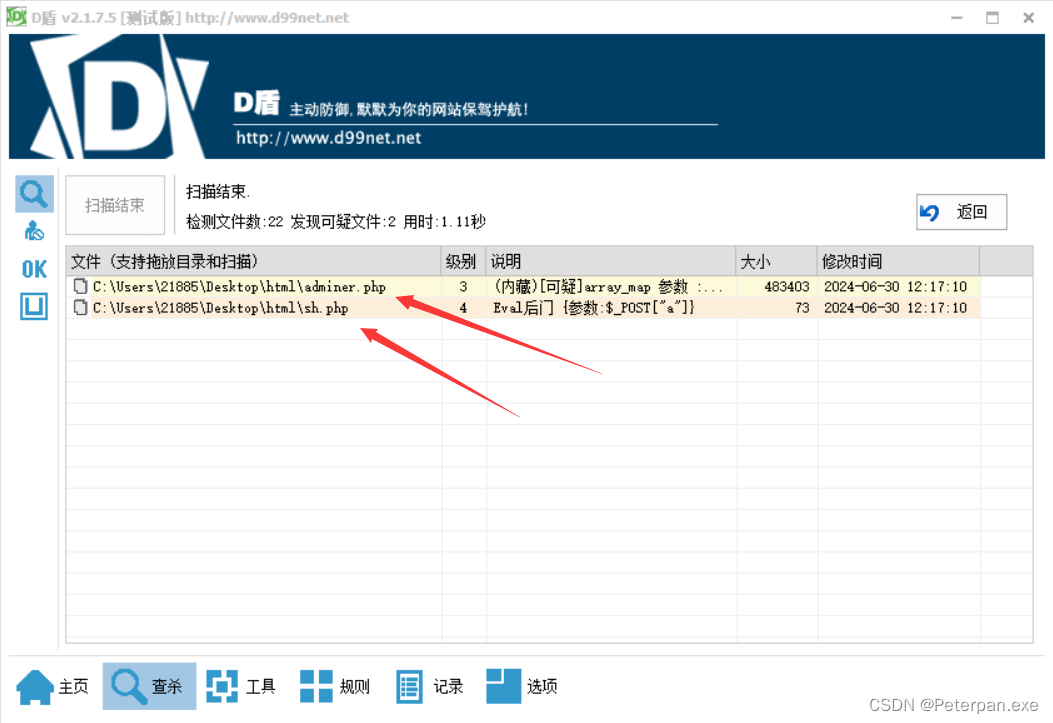 D盾 v2.1.7.5 [测试版] http://www.d99net.net
D盾 主动防御,默默为你的网站保驾护航!
http://www.d99net.net
扫描结束
扫描结束.
检测文件数:22 发现可疑文件:2 用时:1.11秒
返回
文件 (支持拖放目录和扫描) 级别 说明 大小 修改时间
C:\Users\21885\Desktop\html\adminer.php 3 (内藏)[可疑]array_map 参数 :... 483403 2024-06-30 12:17:10
C:\Users\21885\Desktop\html\sh.php 4 Eval后门 {参数:$_POST["a"]} 73 2024-06-30 12:17:10
OK
主页 查杀 工具 规则 记录 选项
CSDN @Peterpan.exe